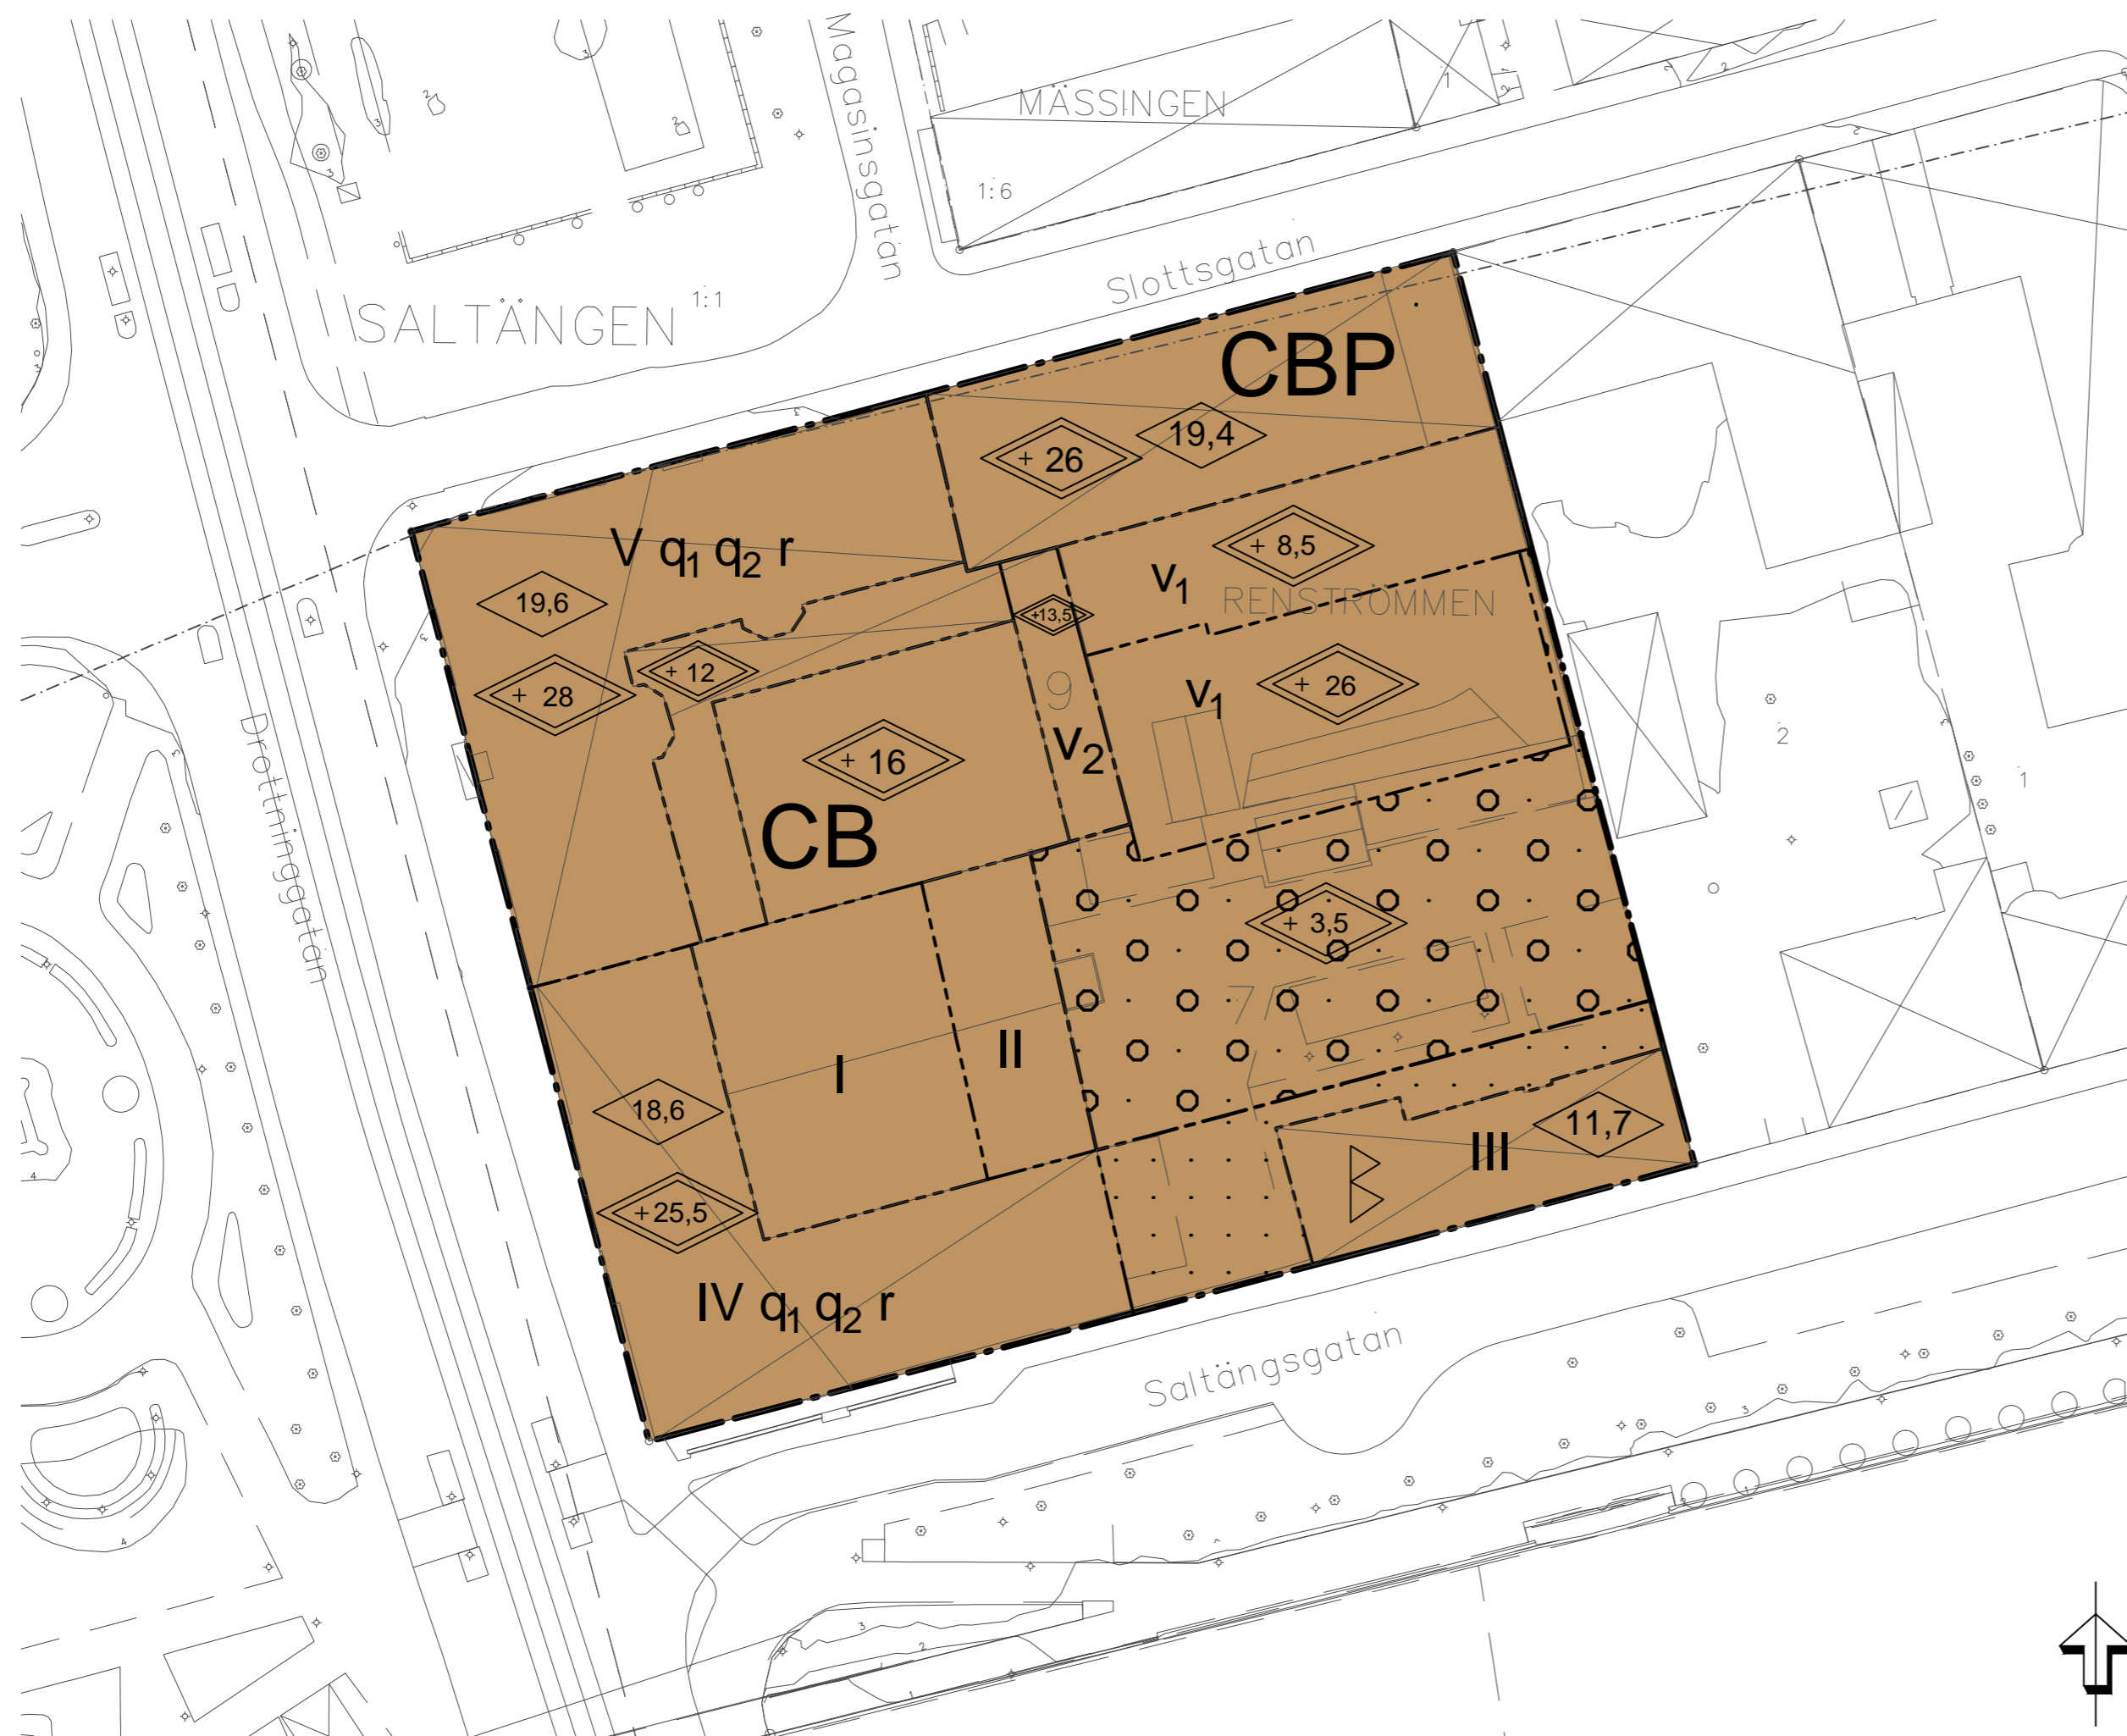 Magasinsgatan
MÄSSINGEN
1
1:6
Slottsgatan
SALTÄNGEN 1:1
CBP
+ 26
19,4
V q1 q2 r
+ 8,5
v1
RENSTRÖMMEN
19,6
+13,5
+ 12
+ 28
9
v1
+ 26
v2
+ 16
2
1
Drottninggatan
CB
+ 3,5
7
I
II
18,6
11,7
III
+25,5
IV q1 q2 r
Saltängsgatan